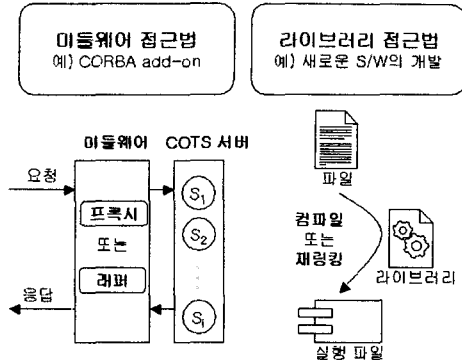 미들웨어 접근법
예) CORBA add-on
라이브러리 접근법
예) 새로운 S/W의 개발
미들웨어
COTS 서버
요청
프록시
또는
래퍼
응답
S1
S2
Si
파일
컴파일
또는
재링킹
라이브러리
실행 파일